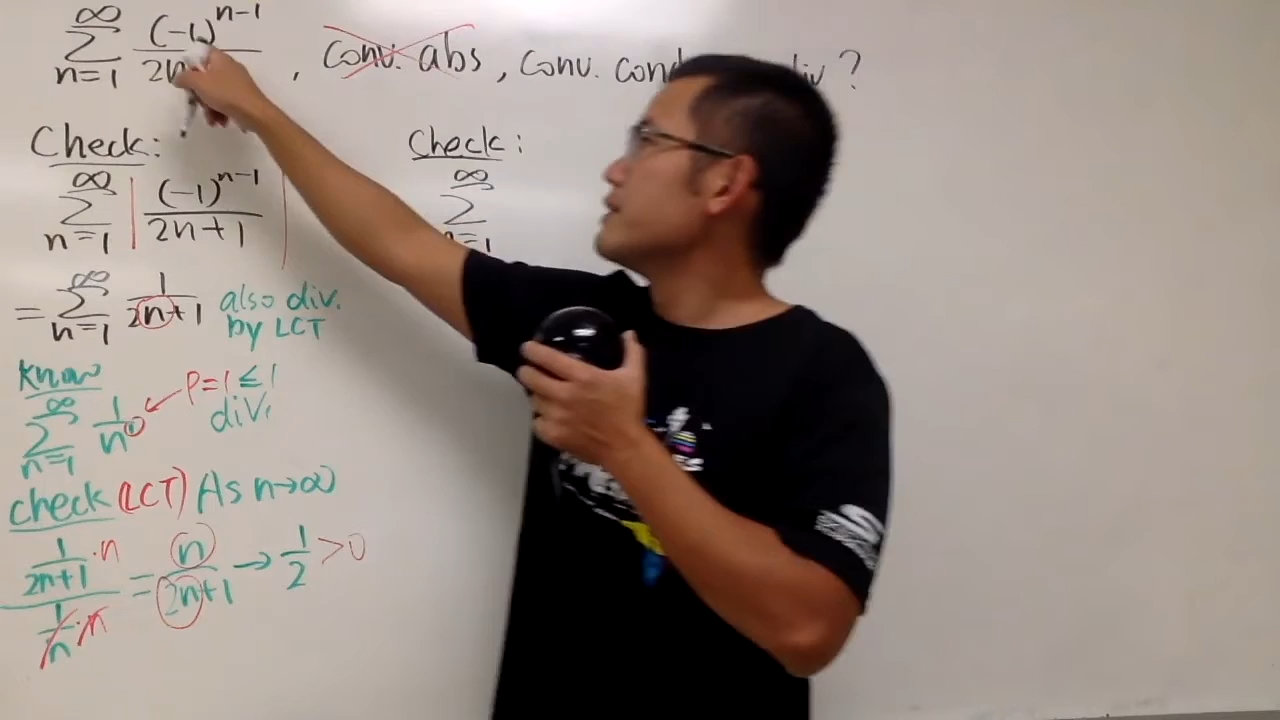 ∞
Σ (-1)^(n-1) / 2n , conv. abs, conv. cond div ?
n=1
Check:
∞
Σ | (-1)^(n-1) / 2n+1 |
n=1
= ∞ Σ n=1 1 / 2n+1 also div.
by LCT
Know
∞
Σ 1/n ← P=1 ≤ 1
n=1 div.
check (LCT) As n→∞
1/2n+1 · n / 1/n · n = n / 2n+1 → 1/2 > 0
Check:
∞
Σ
n=1